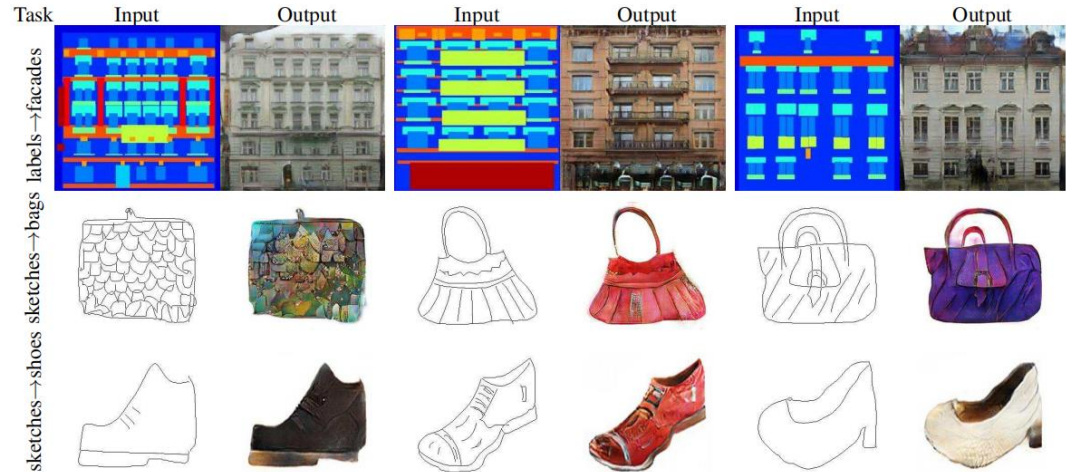 Task Input Output Input Output Input Output
labels→facades
sketches→bags
sketches→shoes